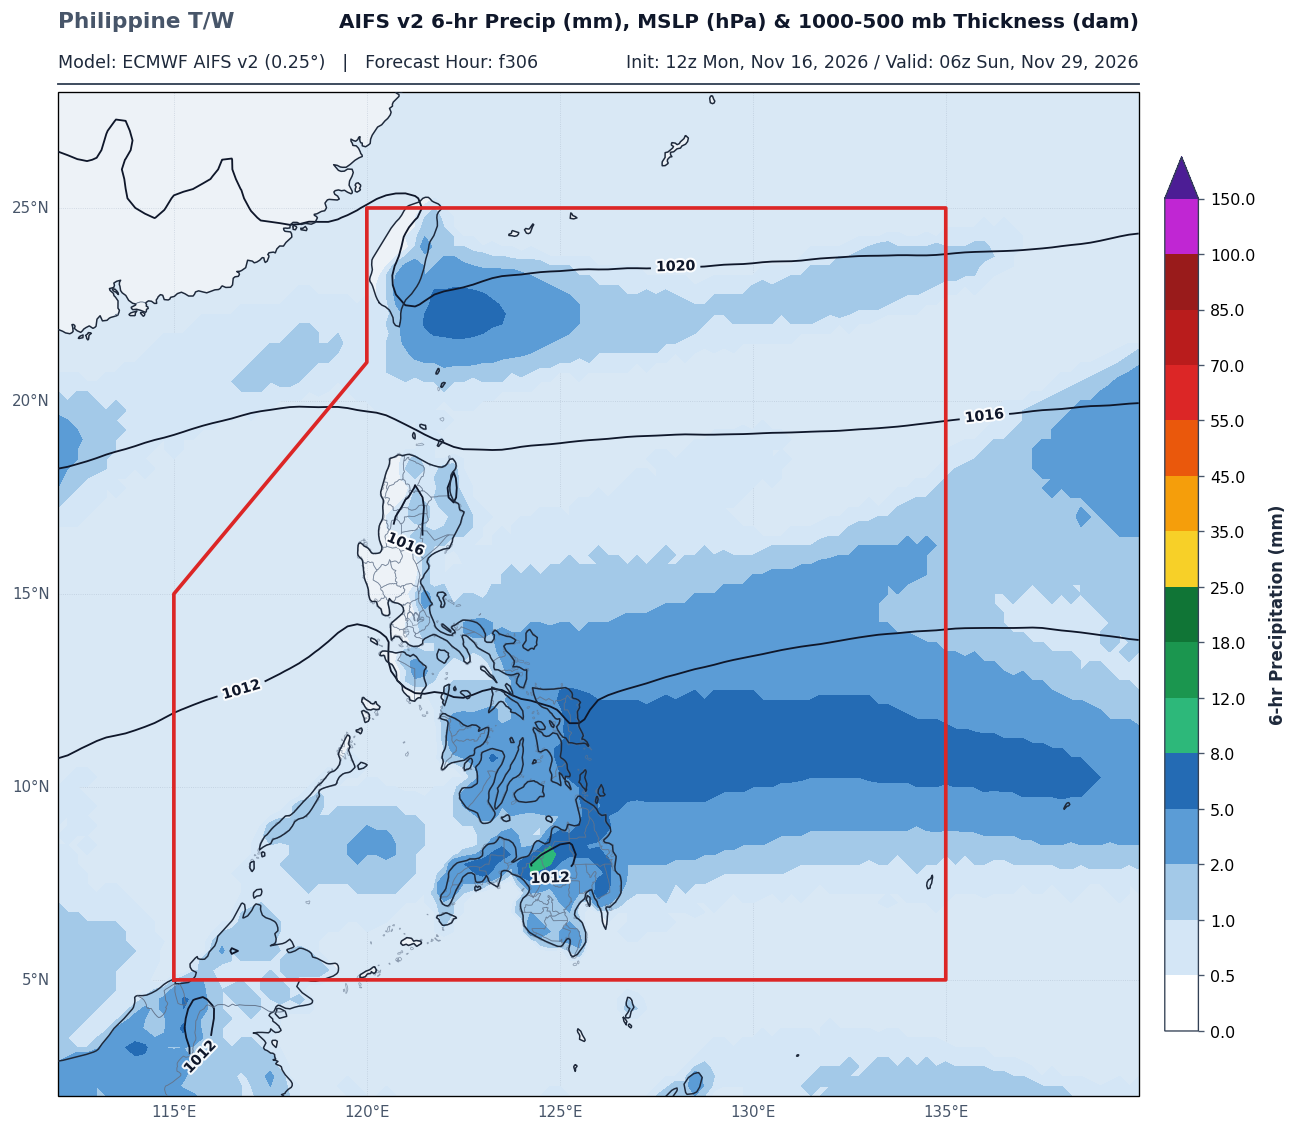 Philippine T/W
AIFS v2 6-hr Precip (mm), MSLP (hPa) & 1000-500 mb Thickness (dam)
Model: ECMWF AIFS v2 (0.25°) | Forecast Hour: f306
Init: 12z Mon, Nov 16, 2026 / Valid: 06z Sun, Nov 29, 2026
25°N
20°N
15°N
10°N
5°N
115°E
120°E
125°E
130°E
135°E
1020
1016
1016
1012
1012
1012
150.0
100.0
85.0
70.0
55.0
45.0
35.0
25.0
18.0
12.0
8.0
5.0
2.0
1.0
0.5
0.0
6-hr Precipitation (mm)